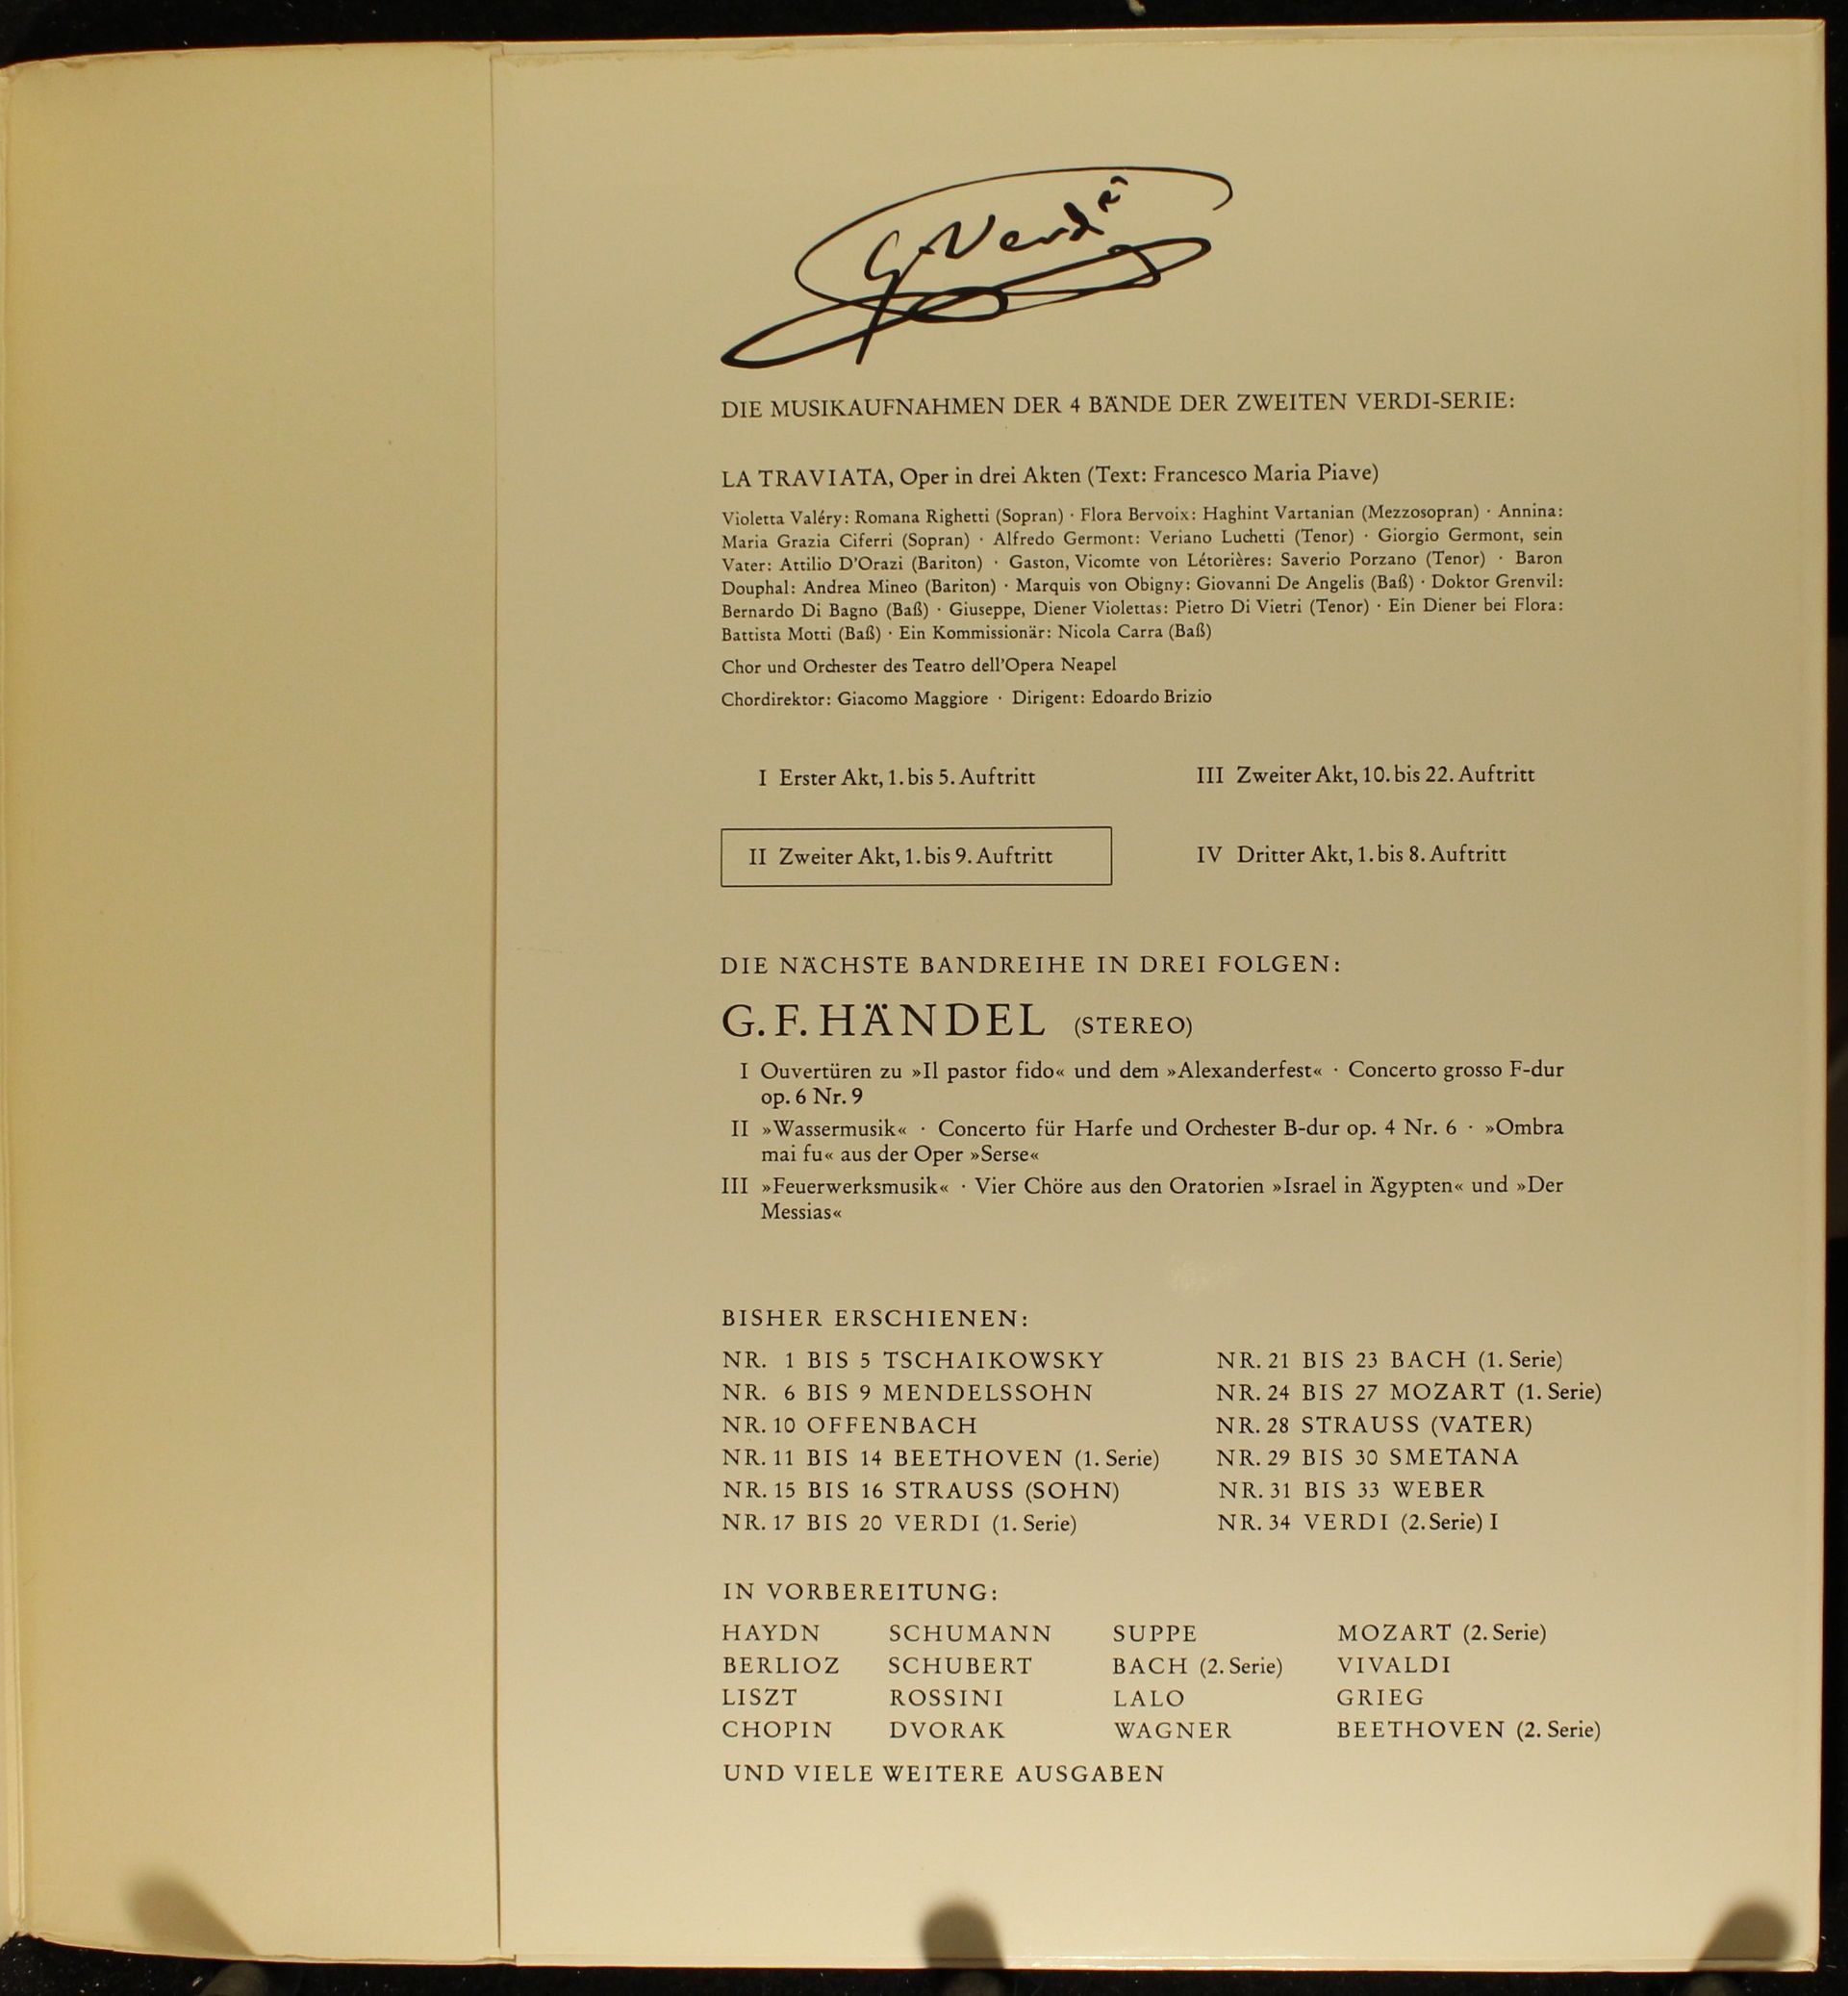 G. Verdi
DIE MUSIKAUFNAHMEN DER 4 BÄNDE DER ZWEITEN VERDI-SERIE:
LA TRAVIATA, Oper in drei Akten (Text: Francesco Maria Piave)
Violetta Valéry: Romana Righetti (Sopran) · Flora Bervoix: Haghint Vartanian (Mezzosopran) · Annina:
Maria Grazia Ciferri (Sopran) · Alfredo Germont: Veriano Luchetti (Tenor) · Giorgio Germont, sein
Vater: Attilio D'Orazi (Bariton) · Gaston, Vicomte von Létorières: Saverio Porzano (Tenor) · Baron
Douphal: Andrea Mineo (Bariton) · Marquis von Obigny: Giovanni De Angelis (Baß) · Doktor Grenvil:
Bernardo Di Bagno (Baß) · Giuseppe, Diener Violettas: Pietro Di Vietri (Tenor) · Ein Diener bei Flora:
Battista Motti (Baß) · Ein Kommissionär: Nicola Carra (Baß)
Chor und Orchester des Teatro dell'Opera Neapel
Chordirektor: Giacomo Maggiore · Dirigent: Edoardo Brizio
I Erster Akt, 1. bis 5. Auftritt
III Zweiter Akt, 10. bis 22. Auftritt
II Zweiter Akt, 1. bis 9. Auftritt
IV Dritter Akt, 1. bis 8. Auftritt
DIE NÄCHSTE BANDREIHE IN DREI FOLGEN:
G. F. HÄNDEL (STEREO)
I Ouvertüren zu »Il pastor fido« und dem »Alexanderfest« · Concerto grosso F-dur
op. 6 Nr. 9
II »Wassermusik« · Concerto für Harfe und Orchester B-dur op. 4 Nr. 6 · »Ombra
mai fu« aus der Oper »Serse«
III »Feuerwerksmusik« · Vier Chöre aus den Oratorien »Israel in Ägypten« und »Der
Messias«
BISHER ERSCHIENEN:
NR. 1 BIS 5 TSCHAIKOWSKY
NR. 6 BIS 9 MENDELSSOHN
NR. 10 OFFENBACH
NR. 11 BIS 14 BEETHOVEN (1. Serie)
NR. 15 BIS 16 STRAUSS (SOHN)
NR. 17 BIS 20 VERDI (1. Serie)
NR. 21 BIS 23 BACH (1. Serie)
NR. 24 BIS 27 MOZART (1. Serie)
NR. 28 STRAUSS (VATER)
NR. 29 BIS 30 SMETANA
NR. 31 BIS 33 WEBER
NR. 34 VERDI (2. Serie) I
IN VORBEREITUNG:
HAYDN SCHUMANN SUPPE MOZART (2. Serie)
BERLIOZ SCHUBERT BACH (2. Serie) VIVALDI
LISZT ROSSINI LALO GRIEG
CHOPIN DVORAK WAGNER BEETHOVEN (2. Serie)
UND VIELE WEITERE AUSGABEN